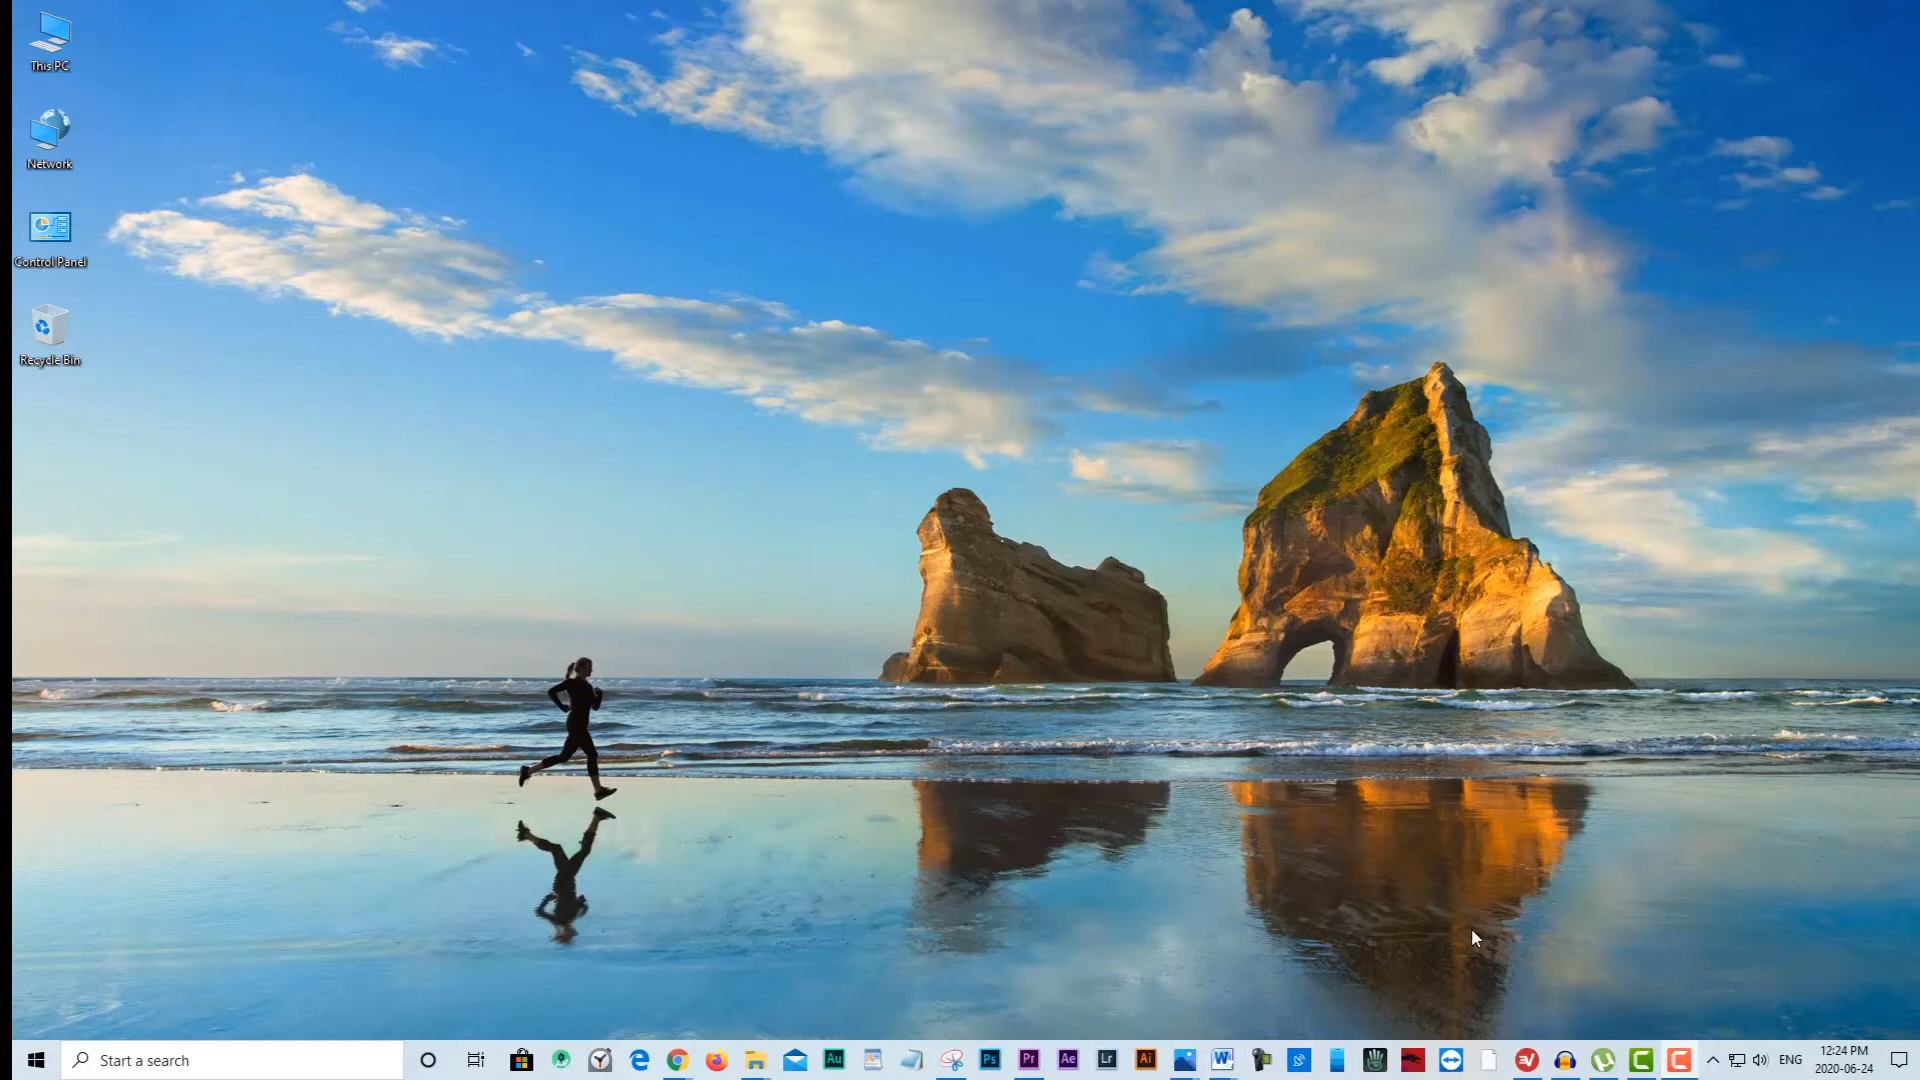 This PC
Network
Control Panel
Recycle Bin
Start a search
Au
Ps
Pr
Ae
Lr
Ai
W
EV
C
C
ENG
12:24 PM
2020-06-24